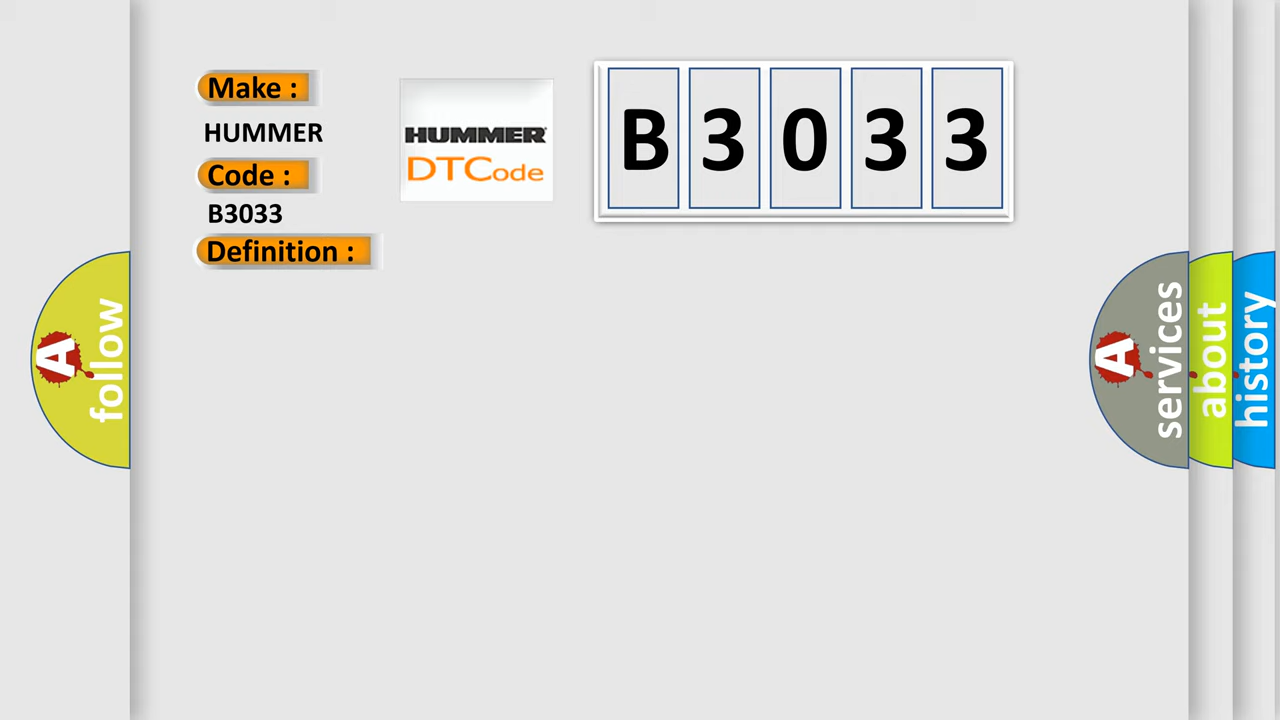 Make :
HUMMER
Code :
B3033
Definition :
HUMMER
DTCode
B 3 0 3 3
A follow
A services
about
history